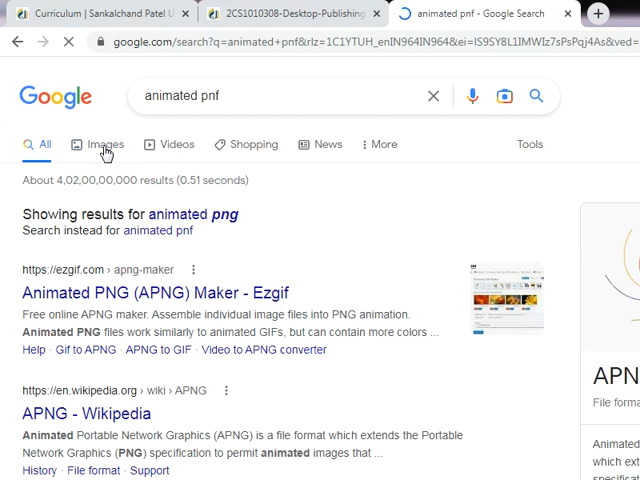 Curriculum | Sankalchand Patel U
2CS1010308-Desktop-Publishing
animated pnf - Google Search
google.com/search?q=animated+pnf&rlz=1C1YTUH_enIN964IN964&ei=IS9SY8L1IMWIz7sPsPqj4As&ved=
Google
animated pnf
All
Images
Videos
Shopping
News
More
Tools
About 4,02,00,00,000 results (0.51 seconds)
Showing results for animated png
Search instead for animated pnf
https://ezgif.com › apng-maker
Animated PNG (APNG) Maker - Ezgif
Free online APNG maker. Assemble individual image files into PNG animation.
Animated PNG files work similarly to animated GIFs, but can contain more colors ...
Help · Gif to APNG · APNG to GIF · Video to APNG converter
https://en.wikipedia.org › wiki › APNG
APNG - Wikipedia
Animated Portable Network Graphics (APNG) is a file format which extends the Portable
Network Graphics (PNG) specification to permit animated images that ...
History · File format · Support
APN
File forma
Animated
which ext
specificat